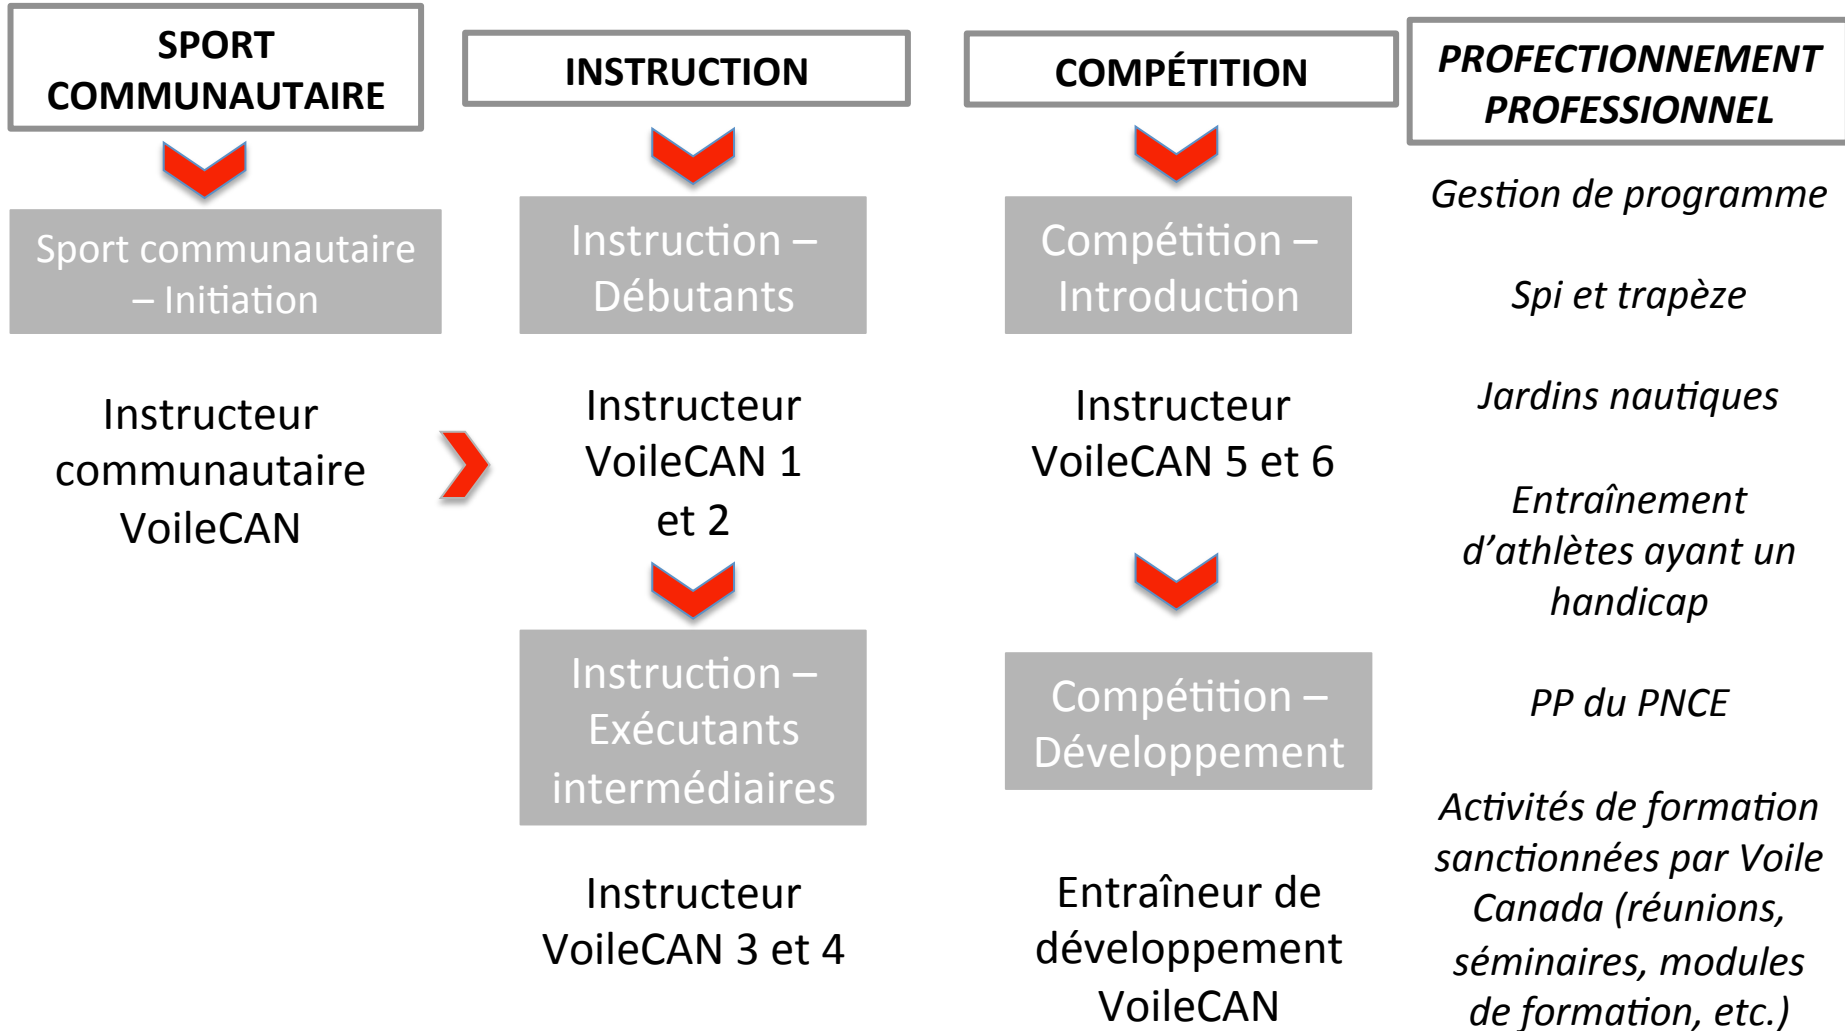 SPORT
COMMUNAUTAIRE
Sport communautaire
– Initiation
Instructeur
communautaire
VoileCAN
INSTRUCTION
Instruction –
Débutants
Instructeur
VoileCAN 1
et 2
Instruction –
Exécutants
intermédiaires
Instructeur
VoileCAN 3 et 4
COMPÉTITION
Compétition –
Introduction
Instructeur
VoileCAN 5 et 6
Compétition –
Développement
Entraîneur de
développement
VoileCAN
PROFECTIONNEMENT
PROFESSIONNEL
Gestion de programme
Spi et trapèze
Jardins nautiques
Entraînement
d’athlètes ayant un
handicap
PP du PNCE
Activités de formation
sanctionnées par Voile
Canada (réunions,
séminaires, modules
de formation, etc.)